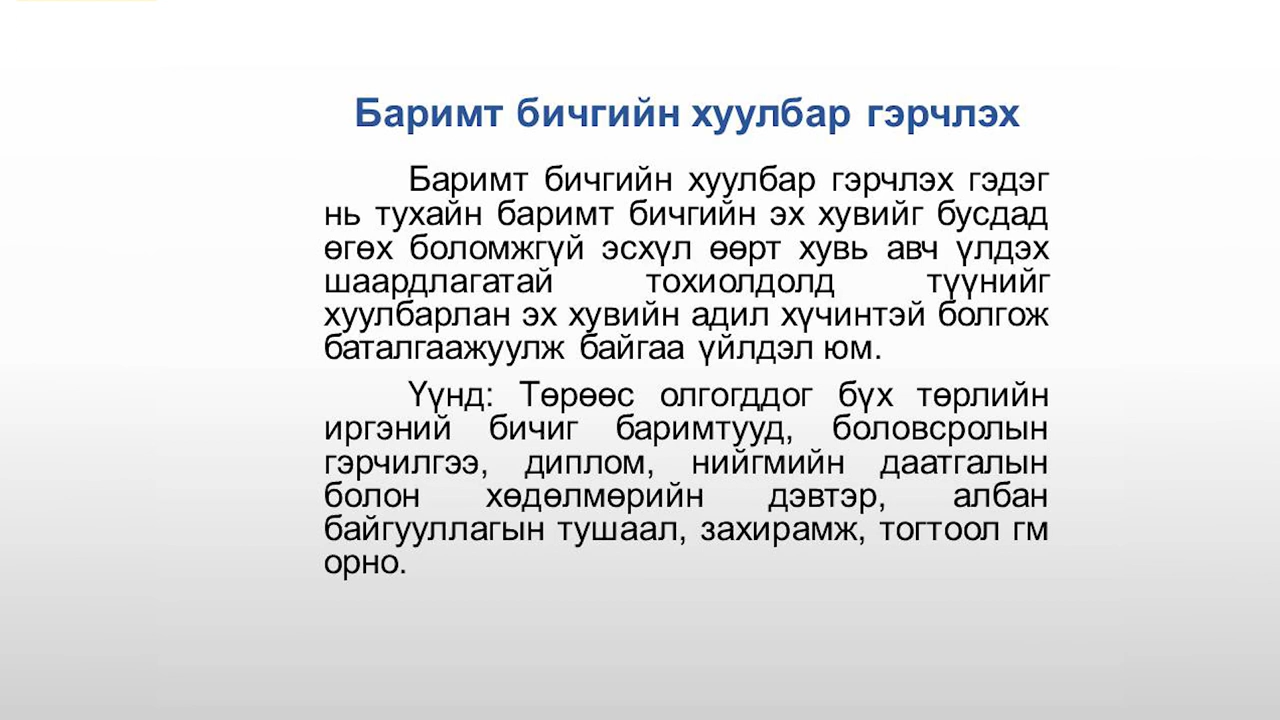 Баримт бичгийн хуулбар гэрчлэх
Баримт бичгийн хуулбар гэрчлэх гэдэг
нь тухайн баримт бичгийн эх хувийг бусдад
өгөх боломжгүй эсхүл өөрт хувь авч үлдэх
шаардлагатай тохиолдолд түүнийг
хуулбарлан эх хувийн адил хүчинтэй болгож
баталгаажуулж байгаа үйлдэл юм.
Үүнд: Төрөөс олгогддог бүх төрлийн
иргэний бичиг баримтууд, боловсролын
гэрчилгээ, диплом, нийгмийн даатгалын
болон хөдөлмөрийн дэвтэр, албан
байгууллагын тушаал, захирамж, тогтоол гм
орно.